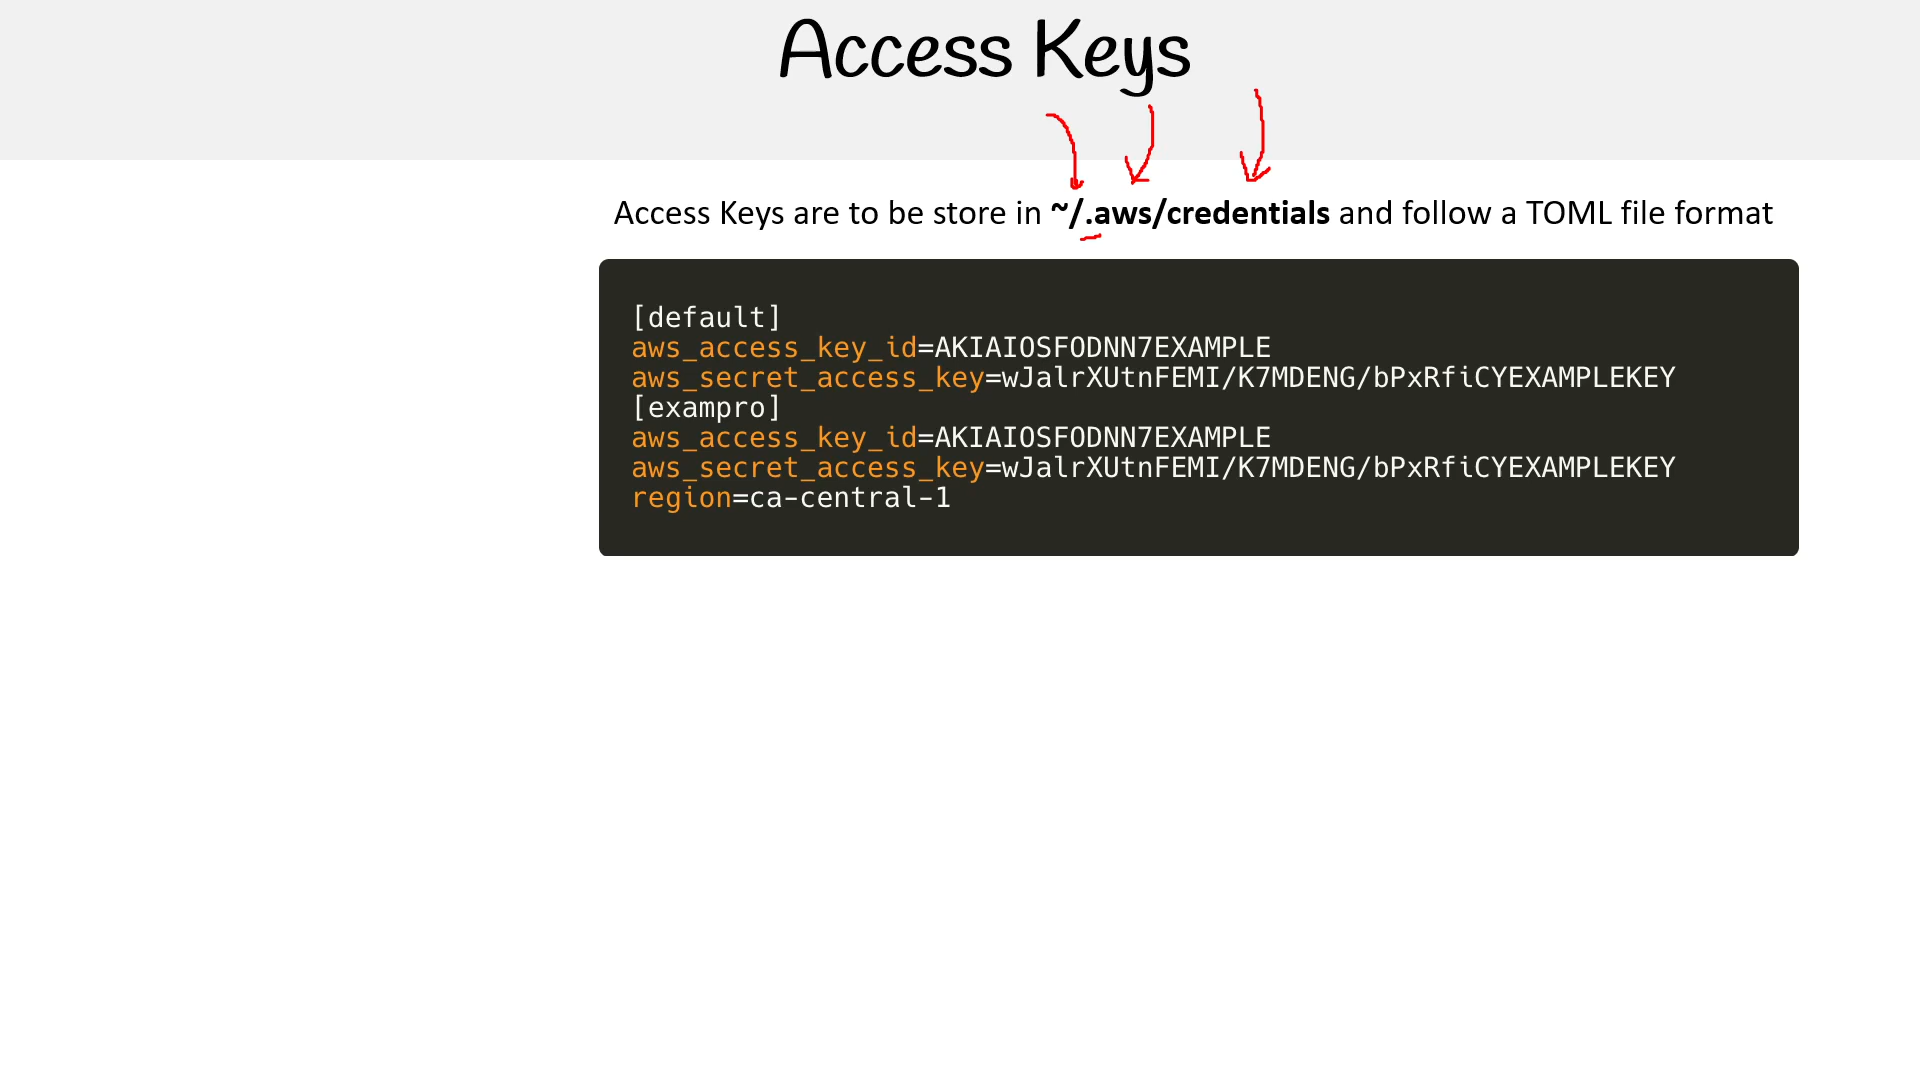 Access Keys
Access Keys are to be store in ~/.aws/credentials and follow a TOML file format
[default]
aws_access_key_id=AKIAIOSFODNN7EXAMPLE
aws_secret_access_key=wJalrXUtnFEMI/K7MDENG/bPxRfiCYEXAMPLEKEY
[exampro]
aws_access_key_id=AKIAIOSFODNN7EXAMPLE
aws_secret_access_key=wJalrXUtnFEMI/K7MDENG/bPxRfiCYEXAMPLEKEY
region=ca-central-1